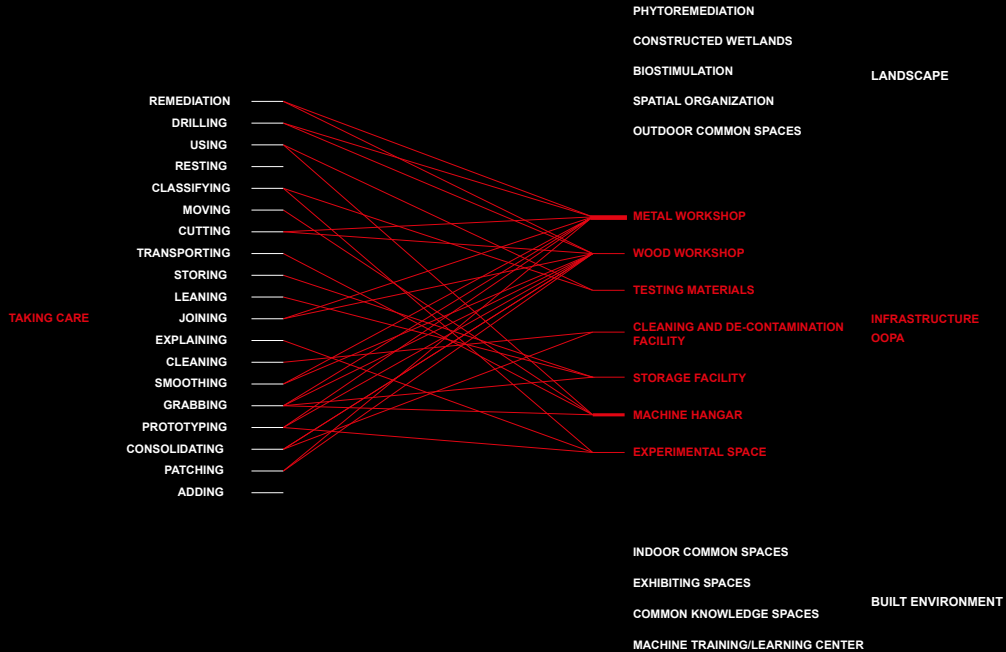 TAKING CARE
REMEDIATION
DRILLING
USING
RESTING
CLASSIFYING
MOVING
CUTTING
TRANSPORTING
STORING
LEANING
JOINING
EXPLAINING
CLEANING
SMOOTHING
GRABBING
PROTOTYPING
CONSOLIDATING
PATCHING
ADDING
PHYTOREMEDIATION
CONSTRUCTED WETLANDS
BIOSTIMULATION
SPATIAL ORGANIZATION
OUTDOOR COMMON SPACES
LANDSCAPE
METAL WORKSHOP
WOOD WORKSHOP
TESTING MATERIALS
CLEANING AND DE-CONTAMINATION
FACILITY
STORAGE FACILITY
MACHINE HANGAR
EXPERIMENTAL SPACE
INFRASTRUCTURE
OOPA
INDOOR COMMON SPACES
EXHIBITING SPACES
COMMON KNOWLEDGE SPACES
MACHINE TRAINING/LEARNING CENTER
BUILT ENVIRONMENT